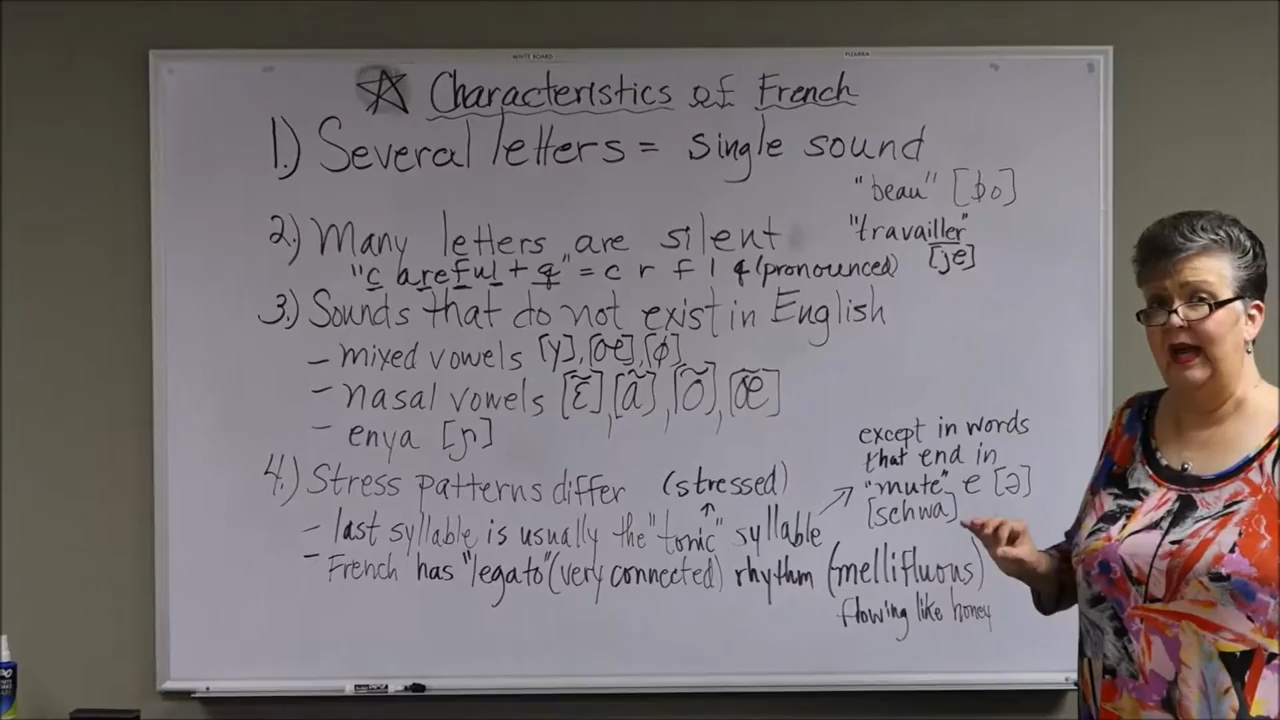 WHITE BOARD PIZARRA
☆ Characteristics of French
1.) Several letters = single sound
"beau" [bo]
2.) Many letters are silent "travailler"
[je]
"careful + q" = c r f l q (pronounced)
3.) Sounds that do not exist in English
- mixed vowels [y], [œ], [ø]
- nasal vowels [ɛ̃], [ã], [õ], [œ̃]
- enya [ɲ]
4.) Stress patterns differ (stressed)
↑
- last syllable is usually the "tonic" syllable ↗
except in words
that end in
"mute" e [ə]
[schwa]
- French has "legato" (very connected) rhythm (mellifluous)
flowing like honey